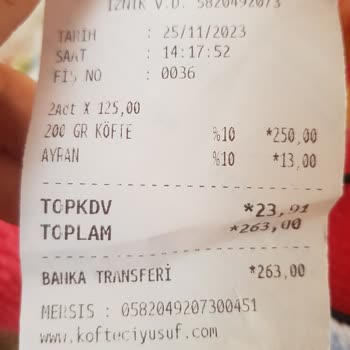 İZNİK V.D. 5820492073
TARİH : 25/11/2023
SAAT : 14:17:52
FİŞ NO : 0036
2Adt X 125,00
200 GR KÖFTE %10 *250,00
AYRAN %10 *13,00
TOPKDV *23,91
TOPLAM *263,00
BANKA TRANSFERİ *263,00
MERSIS : 0582049207300451
www.kofteciyusuf.com